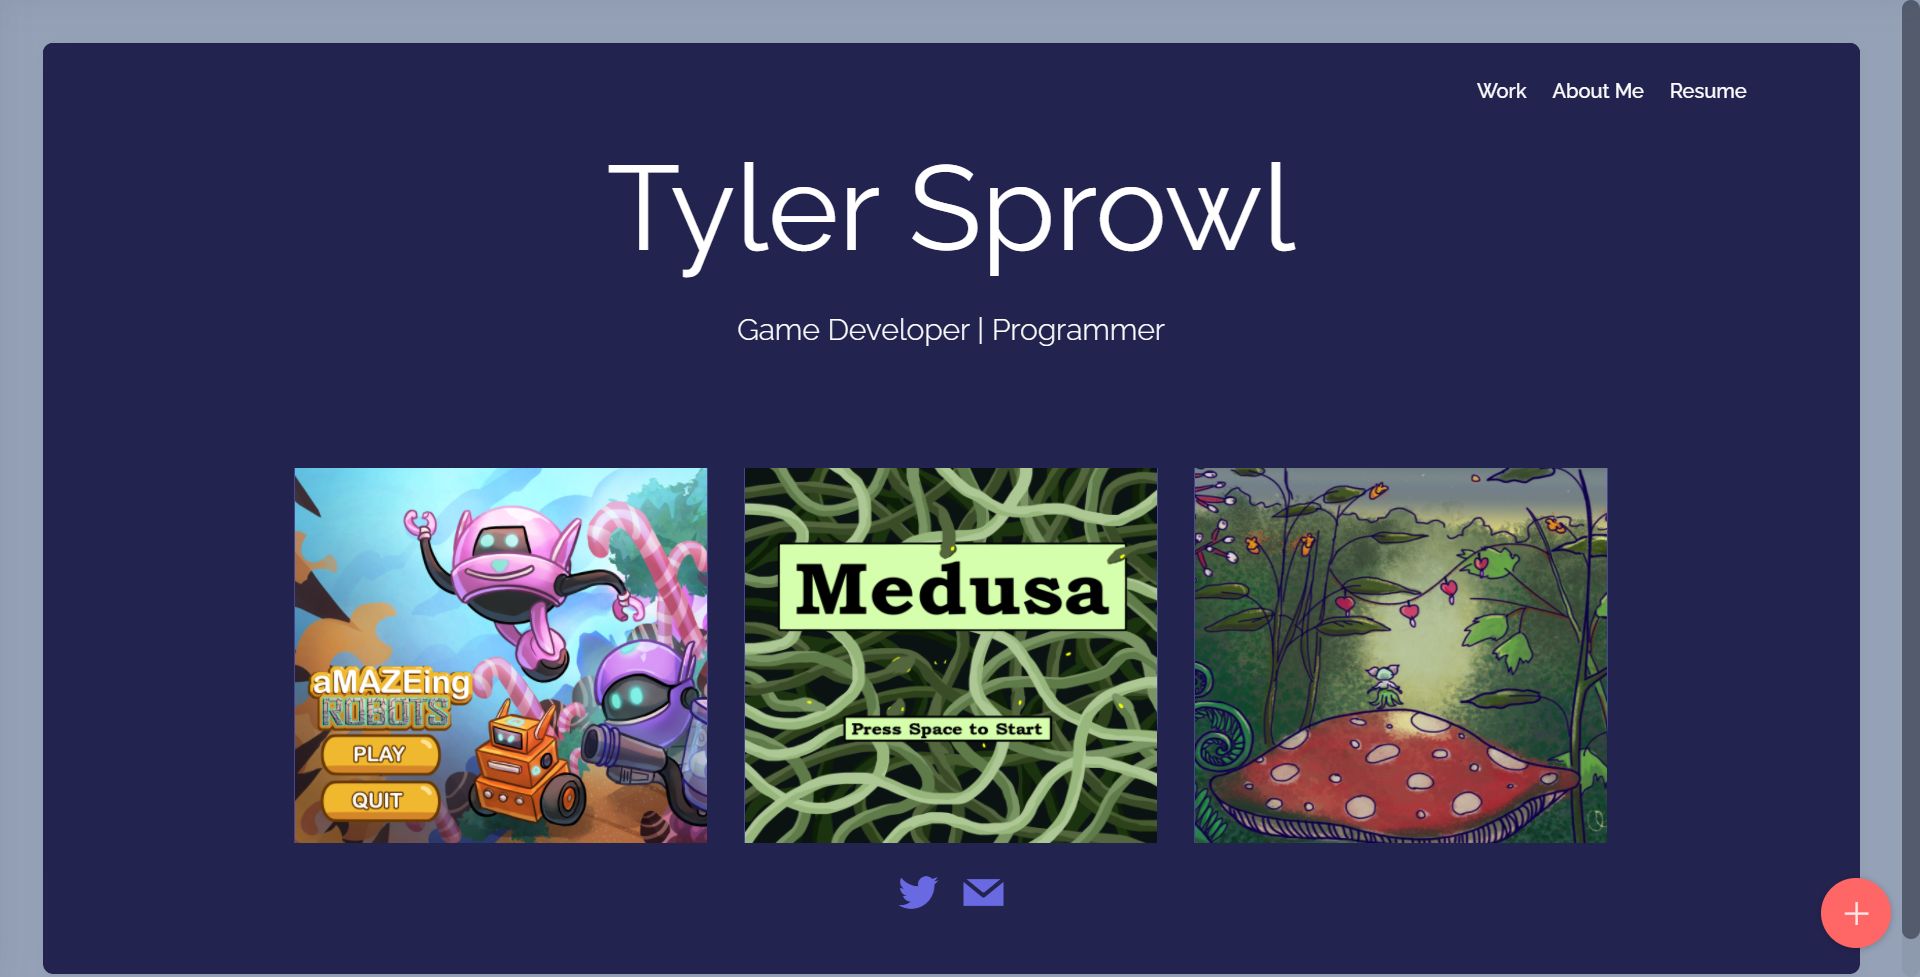 Work About Me Resume
Tyler Sprowl
Game Developer | Programmer
aMAZEing
ROBOTS
PLAY
QUIT
Medusa
Press Space to Start